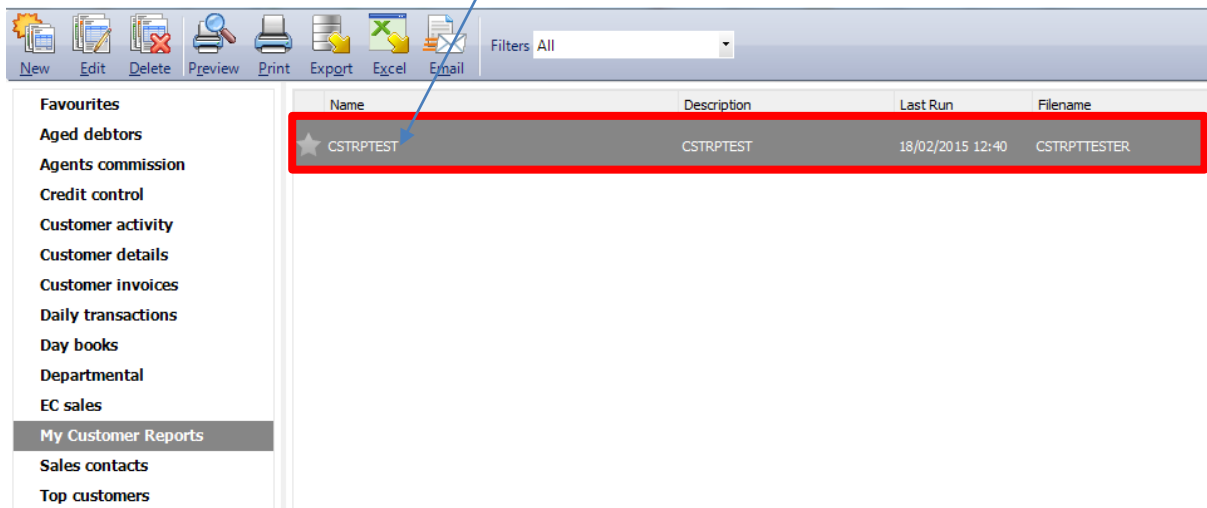 Filters All
New Edit Delete Preview Print Export Excel Email
Favourites
Aged debtors
Agents commission
Credit control
Customer activity
Customer details
Customer invoices
Daily transactions
Day books
Departmental
EC sales
My Customer Reports
Sales contacts
Top customers
Name Description Last Run Filename
CSTRPTEST CSTRPTEST 18/02/2015 12:40 CSTRPTTESTER